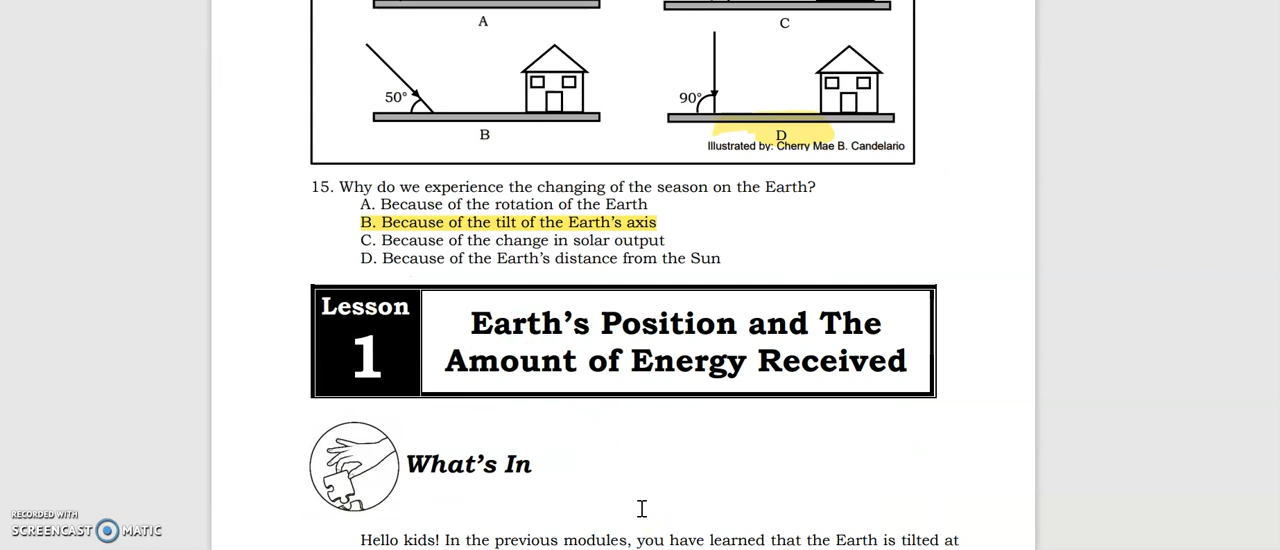 A
C
50°
90°
B
D
Illustrated by: Cherry Mae B. Candelario
15. Why do we experience the changing of the season on the Earth?
A. Because of the rotation of the Earth
B. Because of the tilt of the Earth's axis
C. Because of the change in solar output
D. Because of the Earth's distance from the Sun
Lesson
1
Earth's Position and The
Amount of Energy Received
What's In
RECORDED WITH
SCREENCAST MATIC
Hello kids! In the previous modules, you have learned that the Earth is tilted at